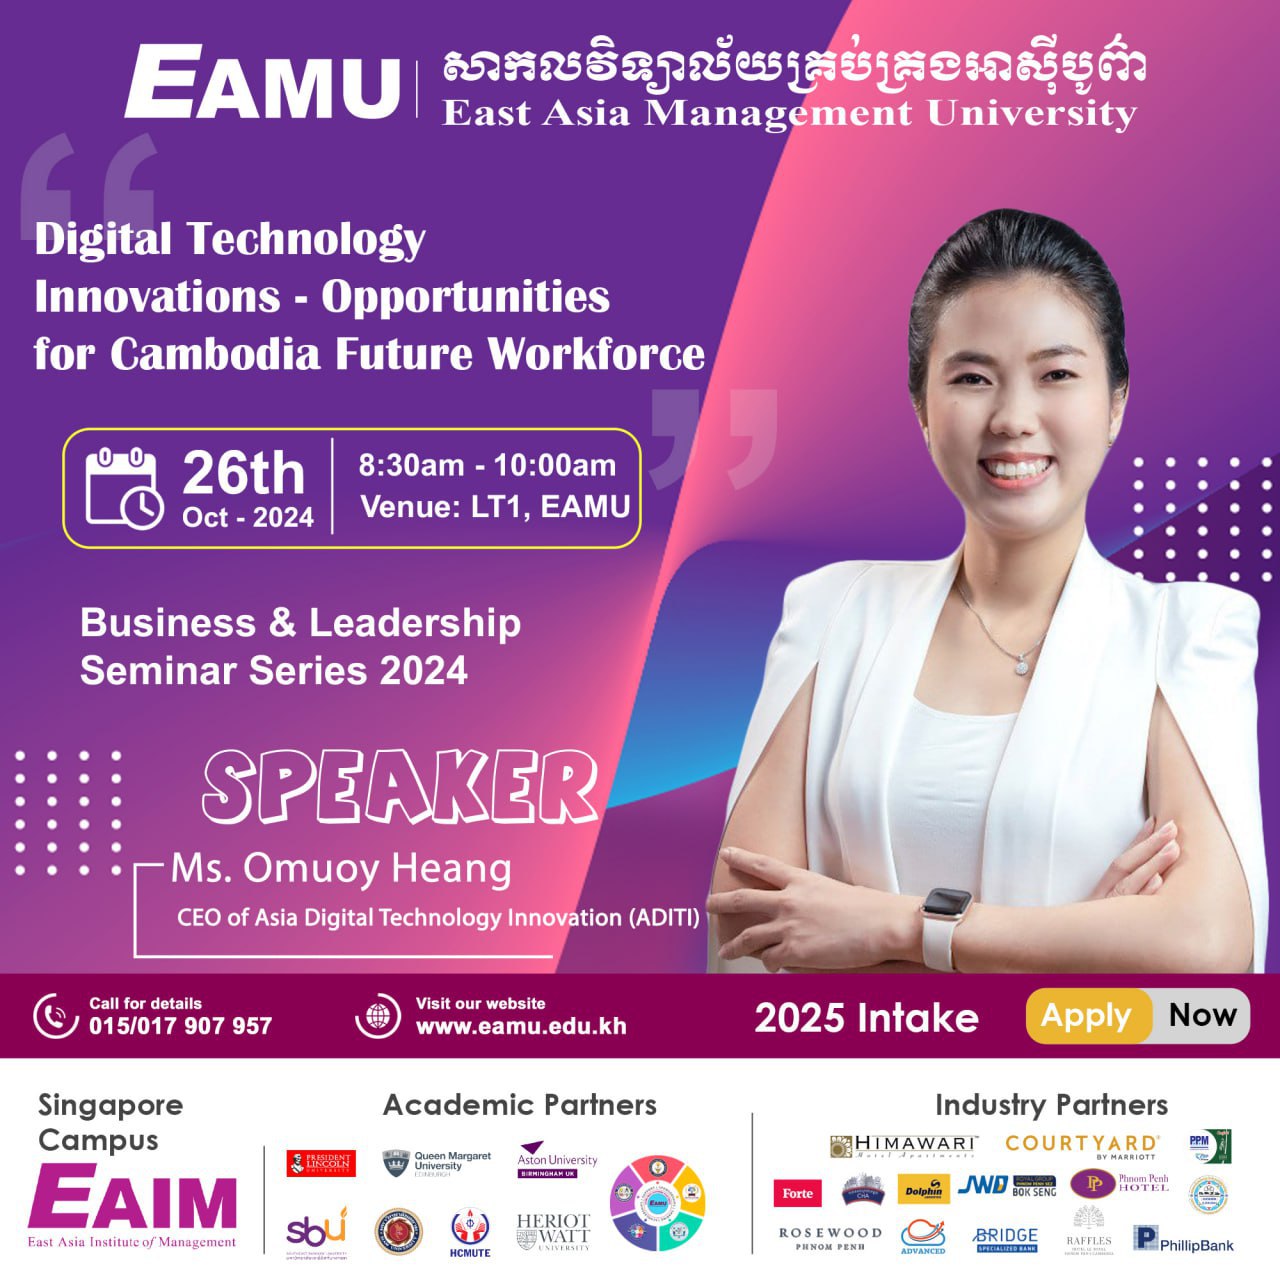 EAMU
សាកលវិទ្យាល័យគ្រប់គ្រងអាស៊ីបូព៌ា
East Asia Management University
Digital Technology
Innovations - Opportunities
for Cambodia Future Workforce
26th
Oct - 2024
8:30am - 10:00am
Venue: LT1, EAMU
Business & Leadership
Seminar Series 2024
SPEAKER
Ms. Omuoy Heang
CEO of Asia Digital Technology Innovation (ADITI)
Call for details
015/017 907 957
Visit our website
www.eamu.edu.kh
2025 Intake
Apply Now
Singapore
Campus
EAIM
East Asia Institute of Management
Academic Partners
PRESIDENT
LINCOLN
UNIVERSITY
Queen Margaret
University
EDINBURGH
Aston University
BIRMINGHAM UK
sbu
HCMUTE
HERIOT
WATT
UNIVERSITY
EAMU
Industry Partners
HIMAWARI
Hotel Apartments
COURTYARD
BY MARRIOTT
PPM
Forte
CHA
Dolphin
JWD
BOK SENG
PP
Phnom Penh
HOTEL
ROSEWOOD
PHNOM PENH
ADVANCED
BRIDGE
SPECIALIZED BANK
RAFFLES
PhillipBank